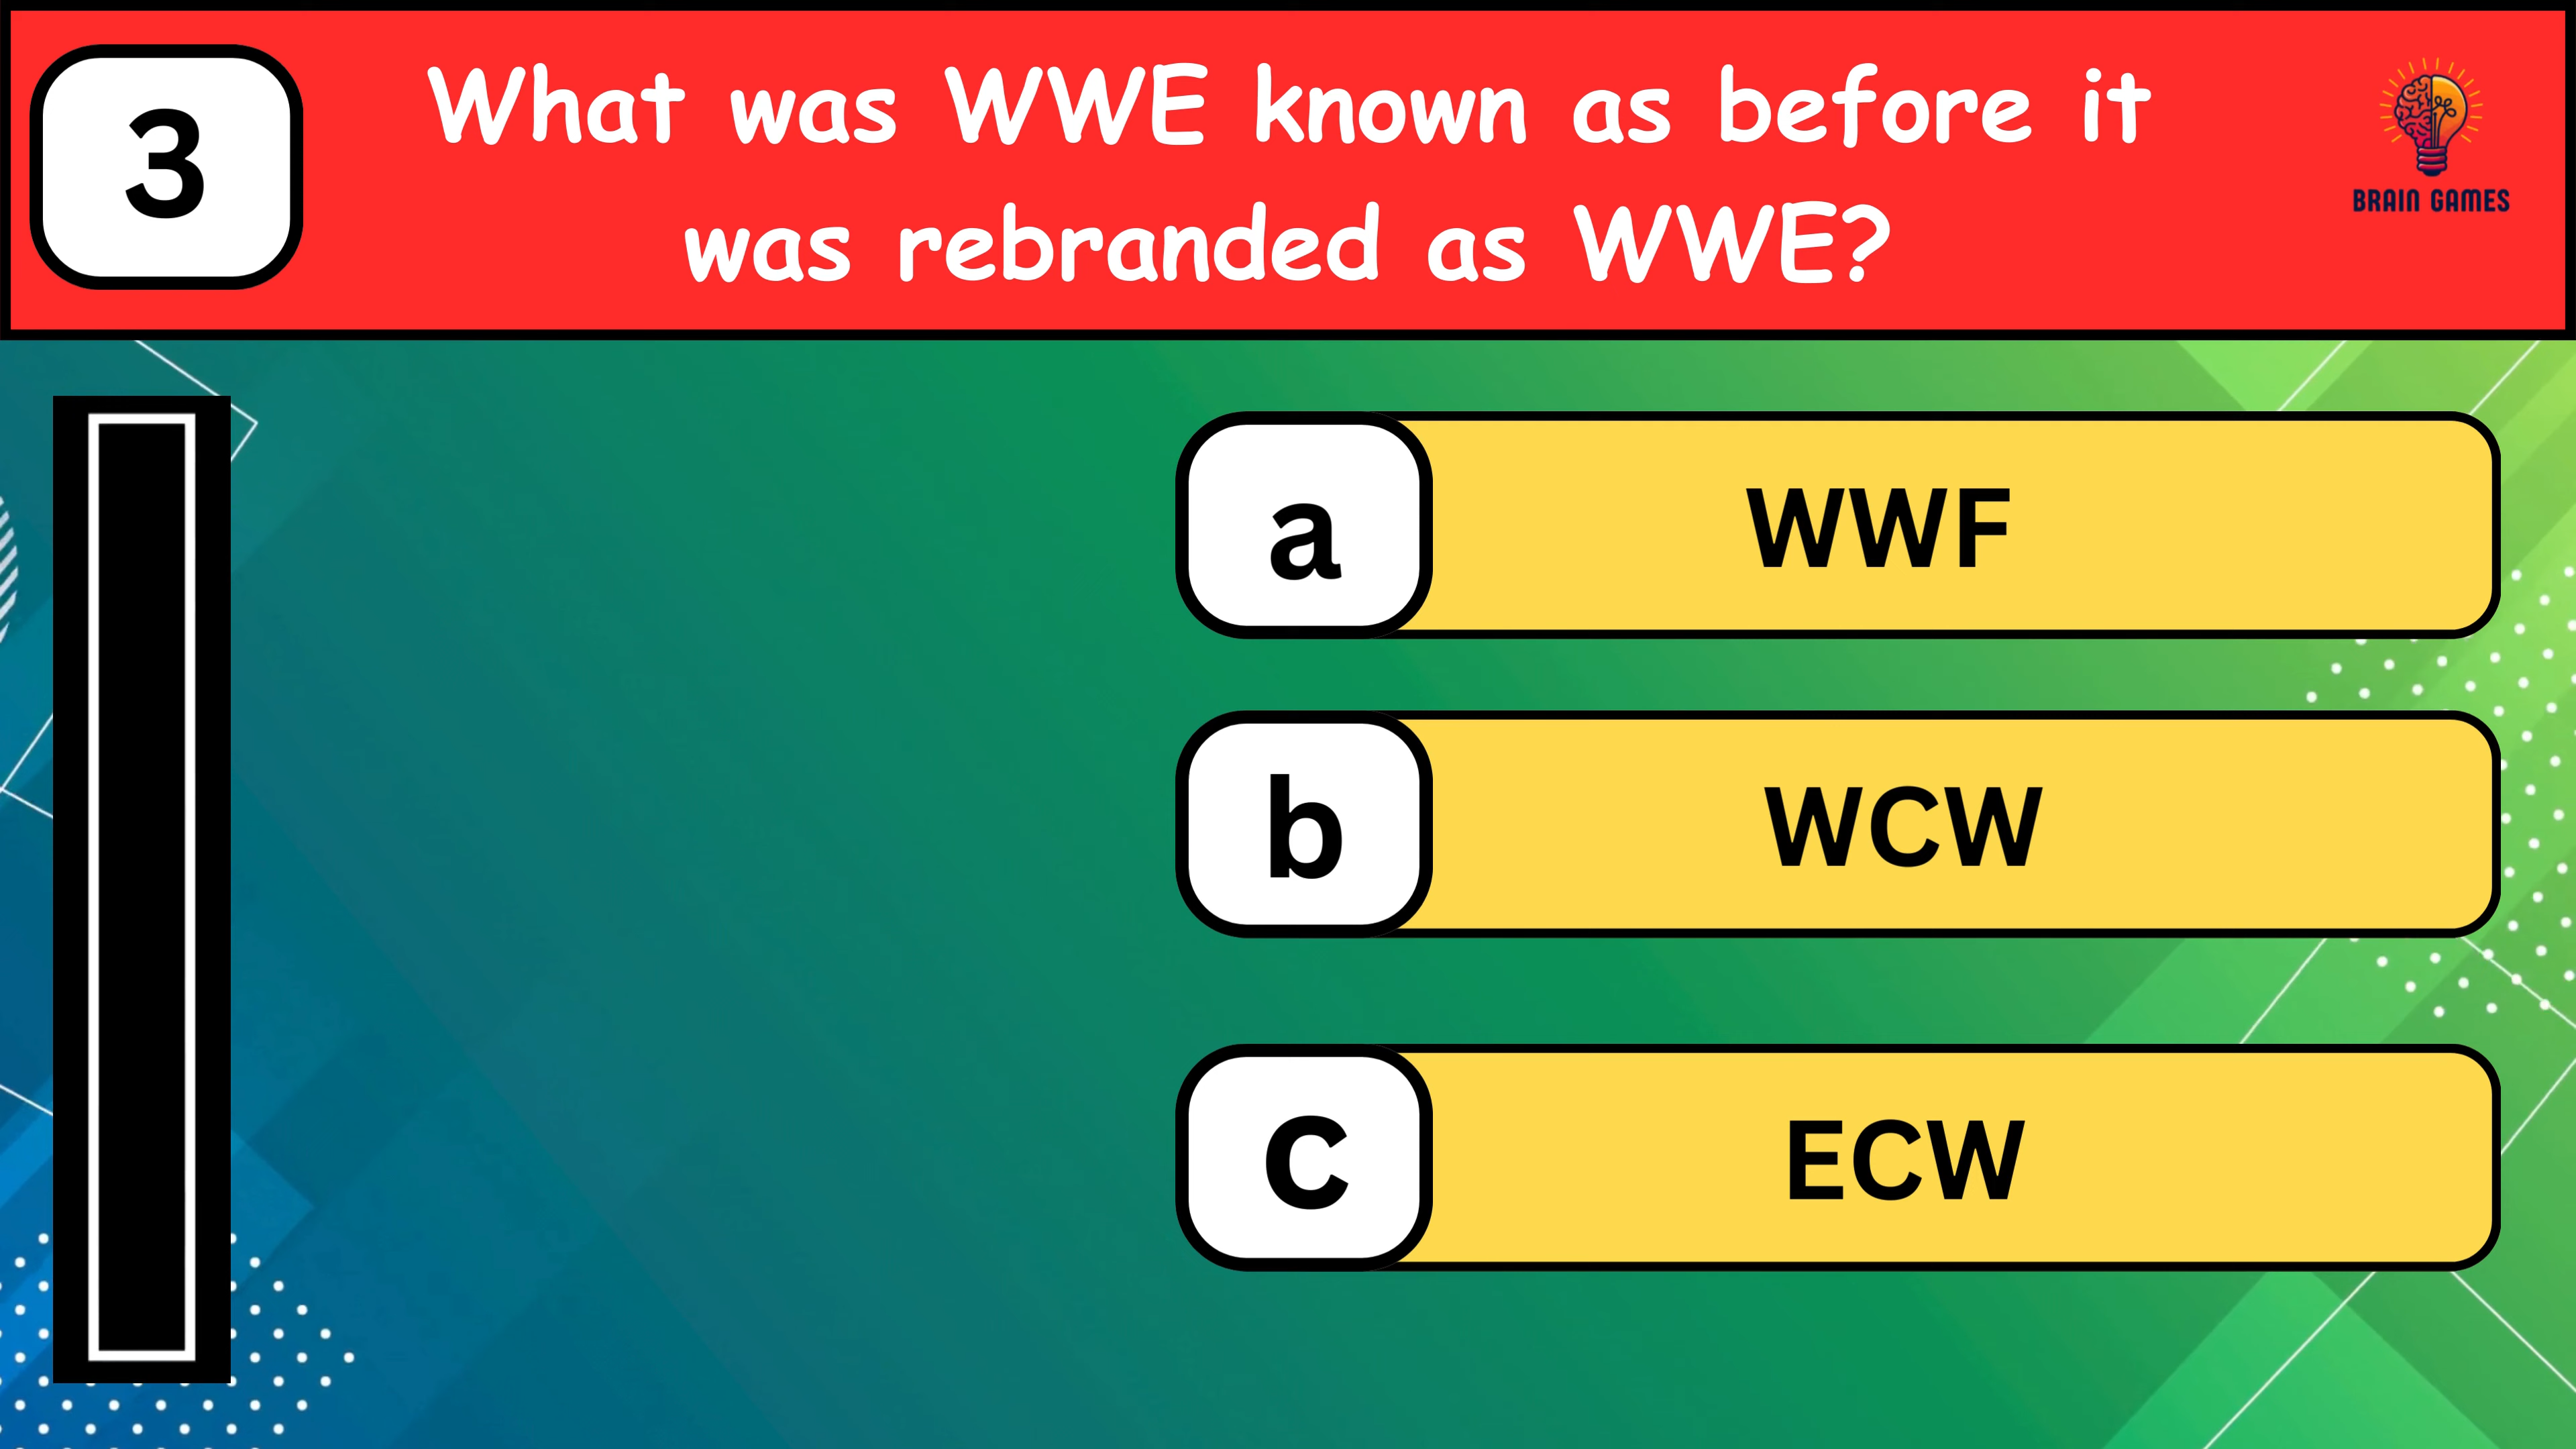 3
What was WWE known as before it
was rebranded as WWE?
BRAIN GAMES
a
WWF
b
WCW
c
ECW